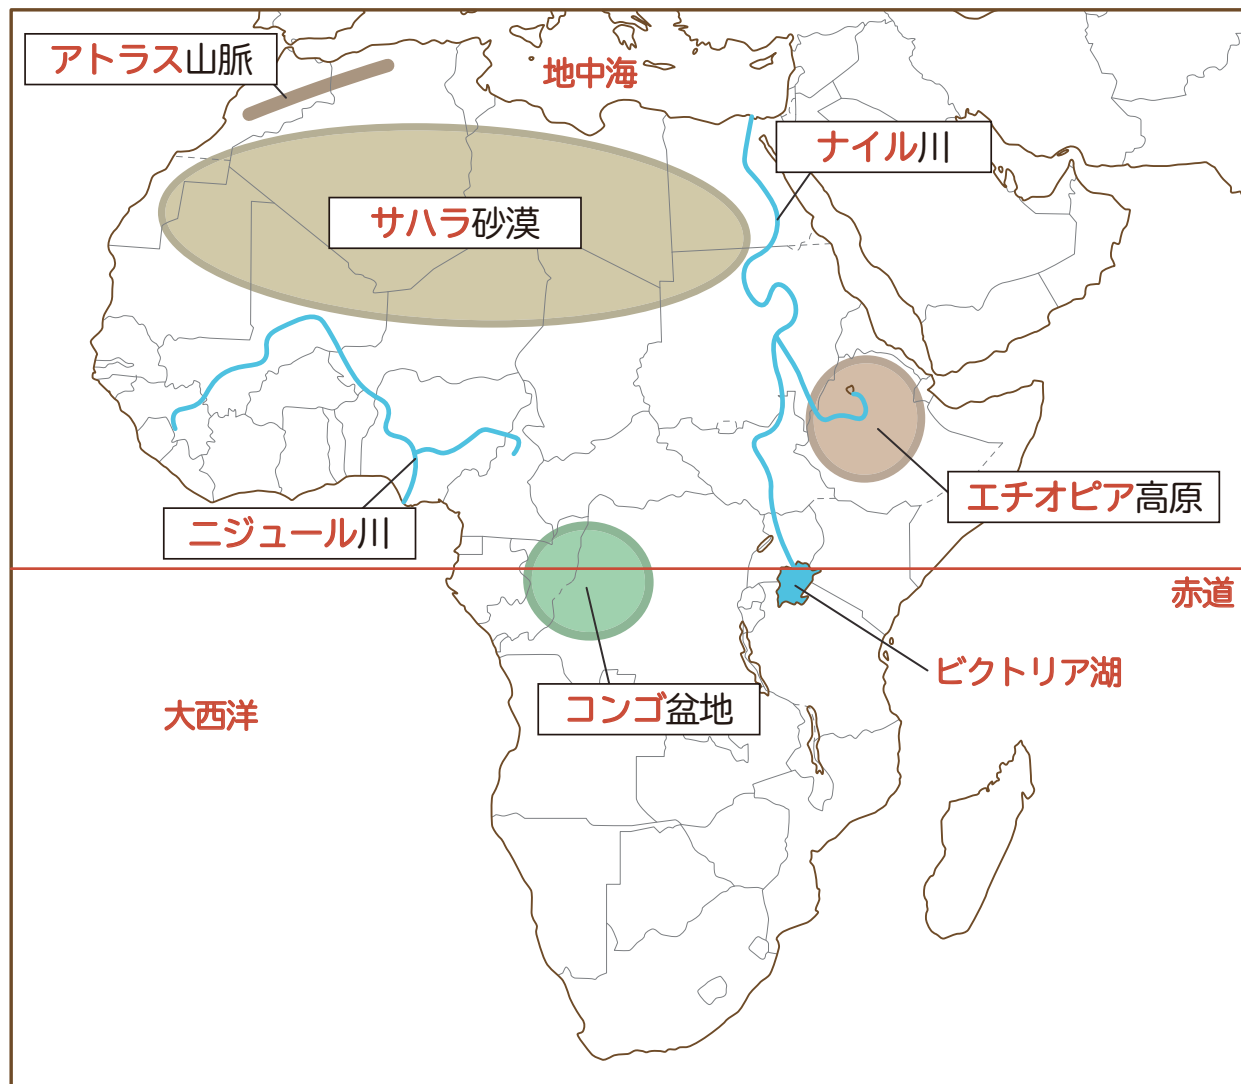 アトラス山脈
地中海
ナイル川
サハラ砂漠
エチオピア高原
ニジュール川
赤道
ビクトリア湖
大西洋
コンゴ盆地